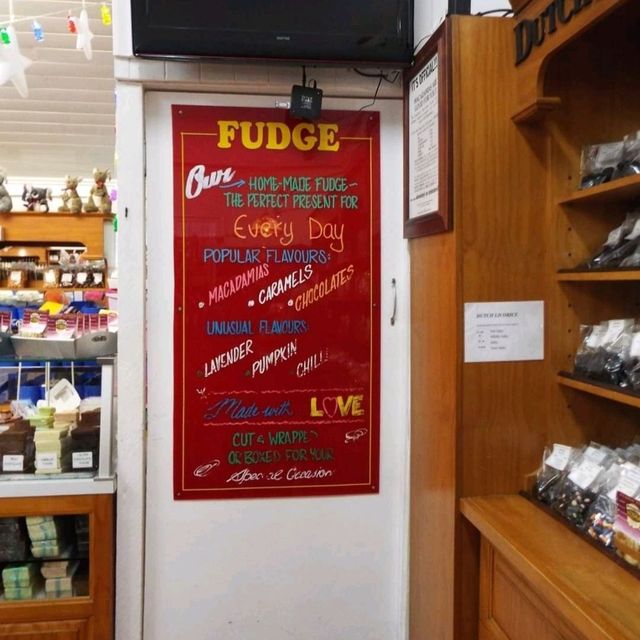 FUDGE
Our HOME-MADE FUDGE~
THE PERFECT PRESENT FOR
Every Day
POPULAR FLAVOURS:
MACADAMIAS
CARAMELS
CHOCOLATES
UNUSUAL FLAVOURS
LAVENDER
PUMPKIN
CHILLI
Made with LOVE
CUT & WRAPPED
OR BOXED FOR YOUR
Special Occasion
IT'S OFFICIAL!!
DUTCH
DUTCH LICORICE